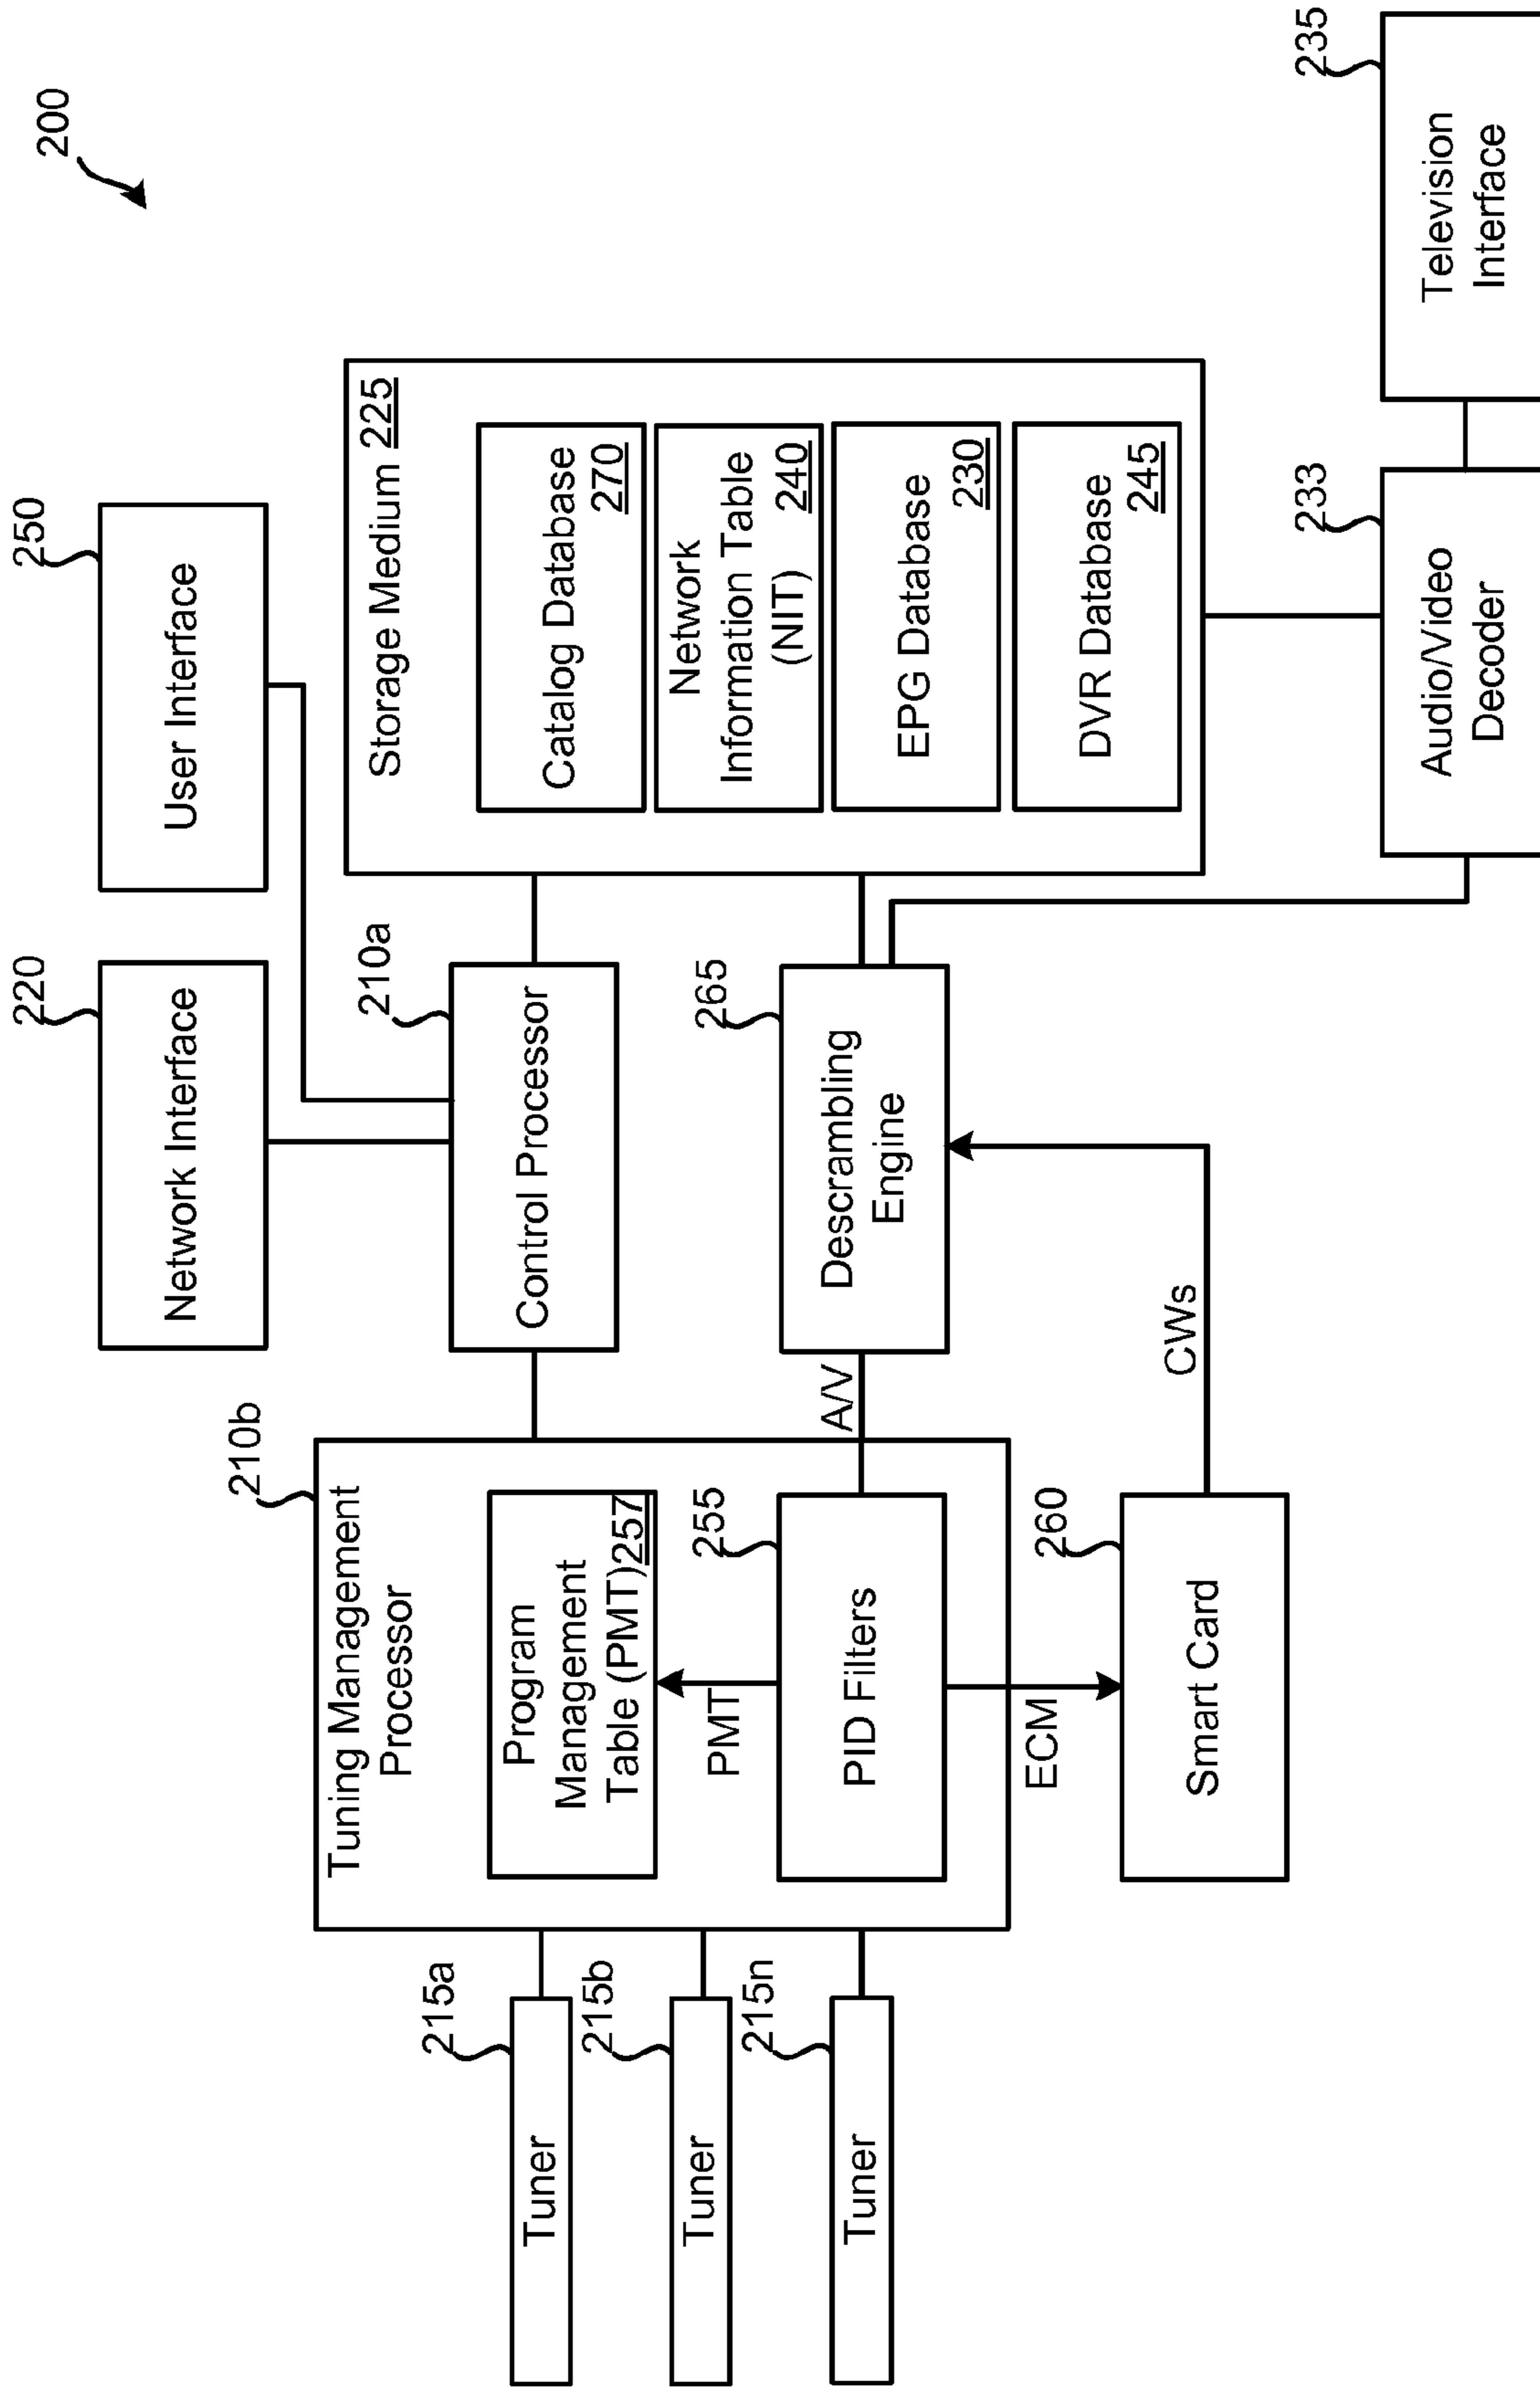 200
220
Network Interface
250
User Interface
210b
Tuning Management
Processor
Program
Management
Table (PMT)257
PMT
255
PID Filters
ECM
215a
Tuner
215b
Tuner
215n
Tuner
210a
Control Processor
A/V
265
Descrambling
Engine
260
Smart Card
CWs
Storage Medium 225
Catalog Database
270
Network
Information Table
(NIT) 240
EPG Database
230
DVR Database
245
233
Audio/Video
Decoder
235
Television
Interface